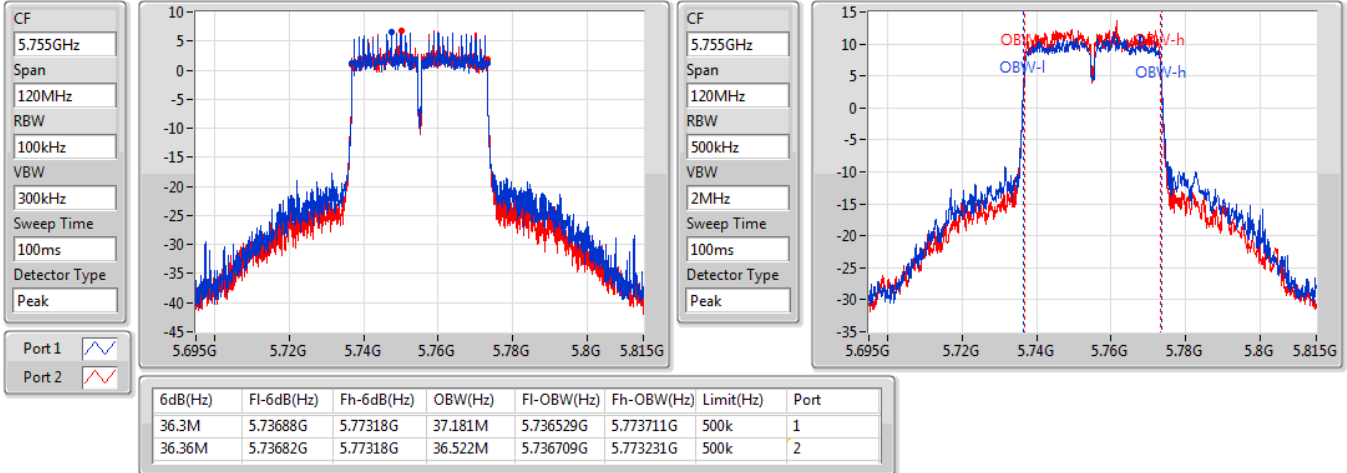 CF
5.755GHz
Span
120MHz
RBW
100kHz
VBW
300kHz
Sweep Time
100ms
Detector Type
Peak
Port 1
Port 2
10
5
0
-5
-10
-15
-20
-25
-30
-35
-40
-45
5.695G 5.72G 5.74G 5.76G 5.78G 5.8G 5.815G
CF
5.755GHz
Span
120MHz
RBW
500kHz
VBW
2MHz
Sweep Time
100ms
Detector Type
Peak
15
10
5
0
-5
-10
-15
-20
-25
-30
-35
OBW-h
OBW-l OBW-h
5.695G 5.72G 5.74G 5.76G 5.78G 5.8G 5.815G
6dB(Hz) Fl-6dB(Hz) Fh-6dB(Hz) OBW(Hz) Fl-OBW(Hz) Fh-OBW(Hz) Limit(Hz) Port
36.3M 5.73688G 5.77318G 37.181M 5.736529G 5.773711G 500k 1
36.36M 5.73682G 5.77318G 36.522M 5.736709G 5.773231G 500k 2